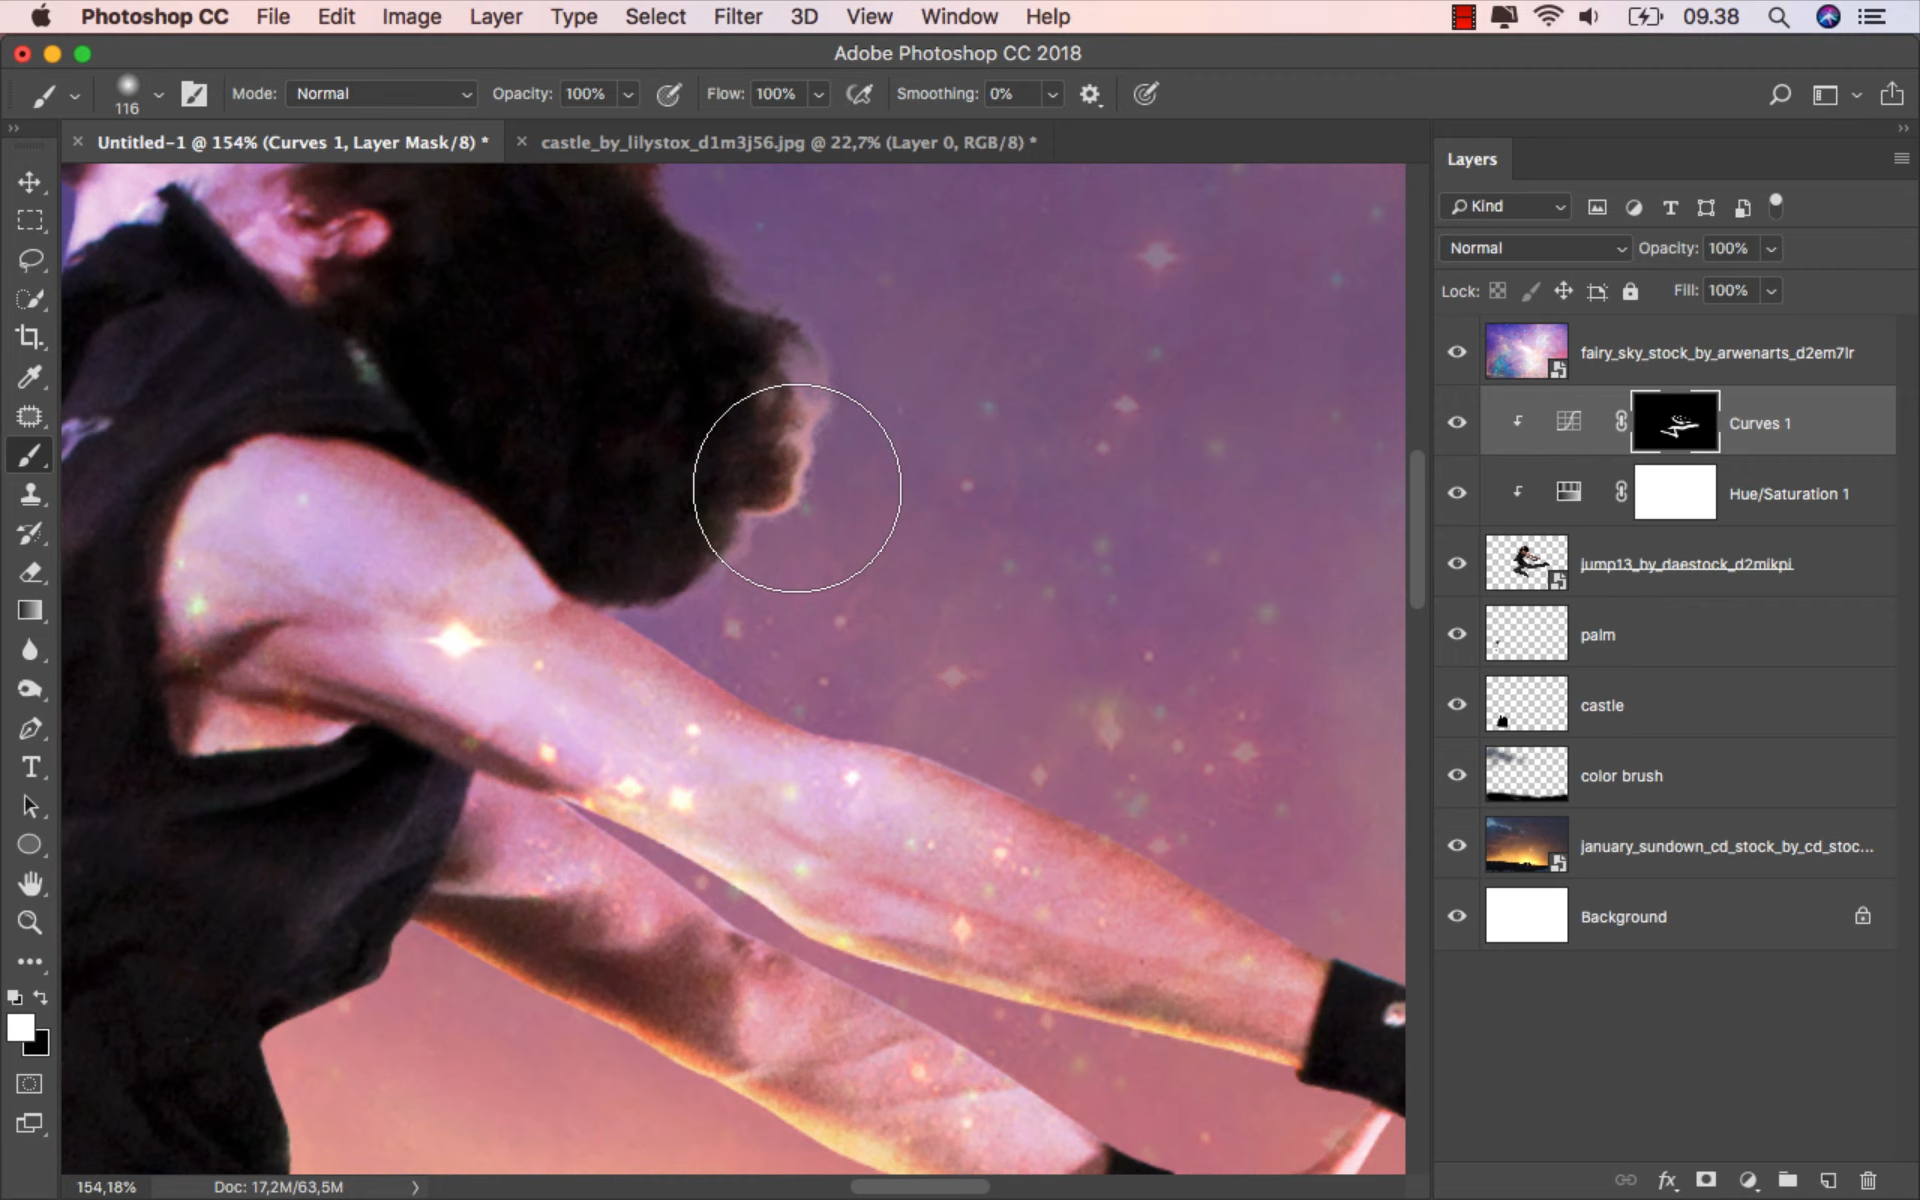 Photoshop CC File Edit Image Layer Type Select Filter 3D View Window Help 09.38
Adobe Photoshop CC 2018
116 Mode: Normal Opacity: 100% Flow: 100% Smoothing: 0%
Untitled-1 @ 154% (Curves 1, Layer Mask/8) * castle_by_lilystox_d1m3j56.jpg @ 22,7% (Layer 0, RGB/8) *
Layers
Kind
Normal Opacity: 100%
Lock: Fill: 100%
fairy_sky_stock_by_arwenarts_d2em7lr
Curves 1
Hue/Saturation 1
jump13_by_daestock_d2mikpi
palm
castle
color brush
january_sundown_cd_stock_by_cd_stoc...
Background
154,18% Doc: 17,2M/63,5M